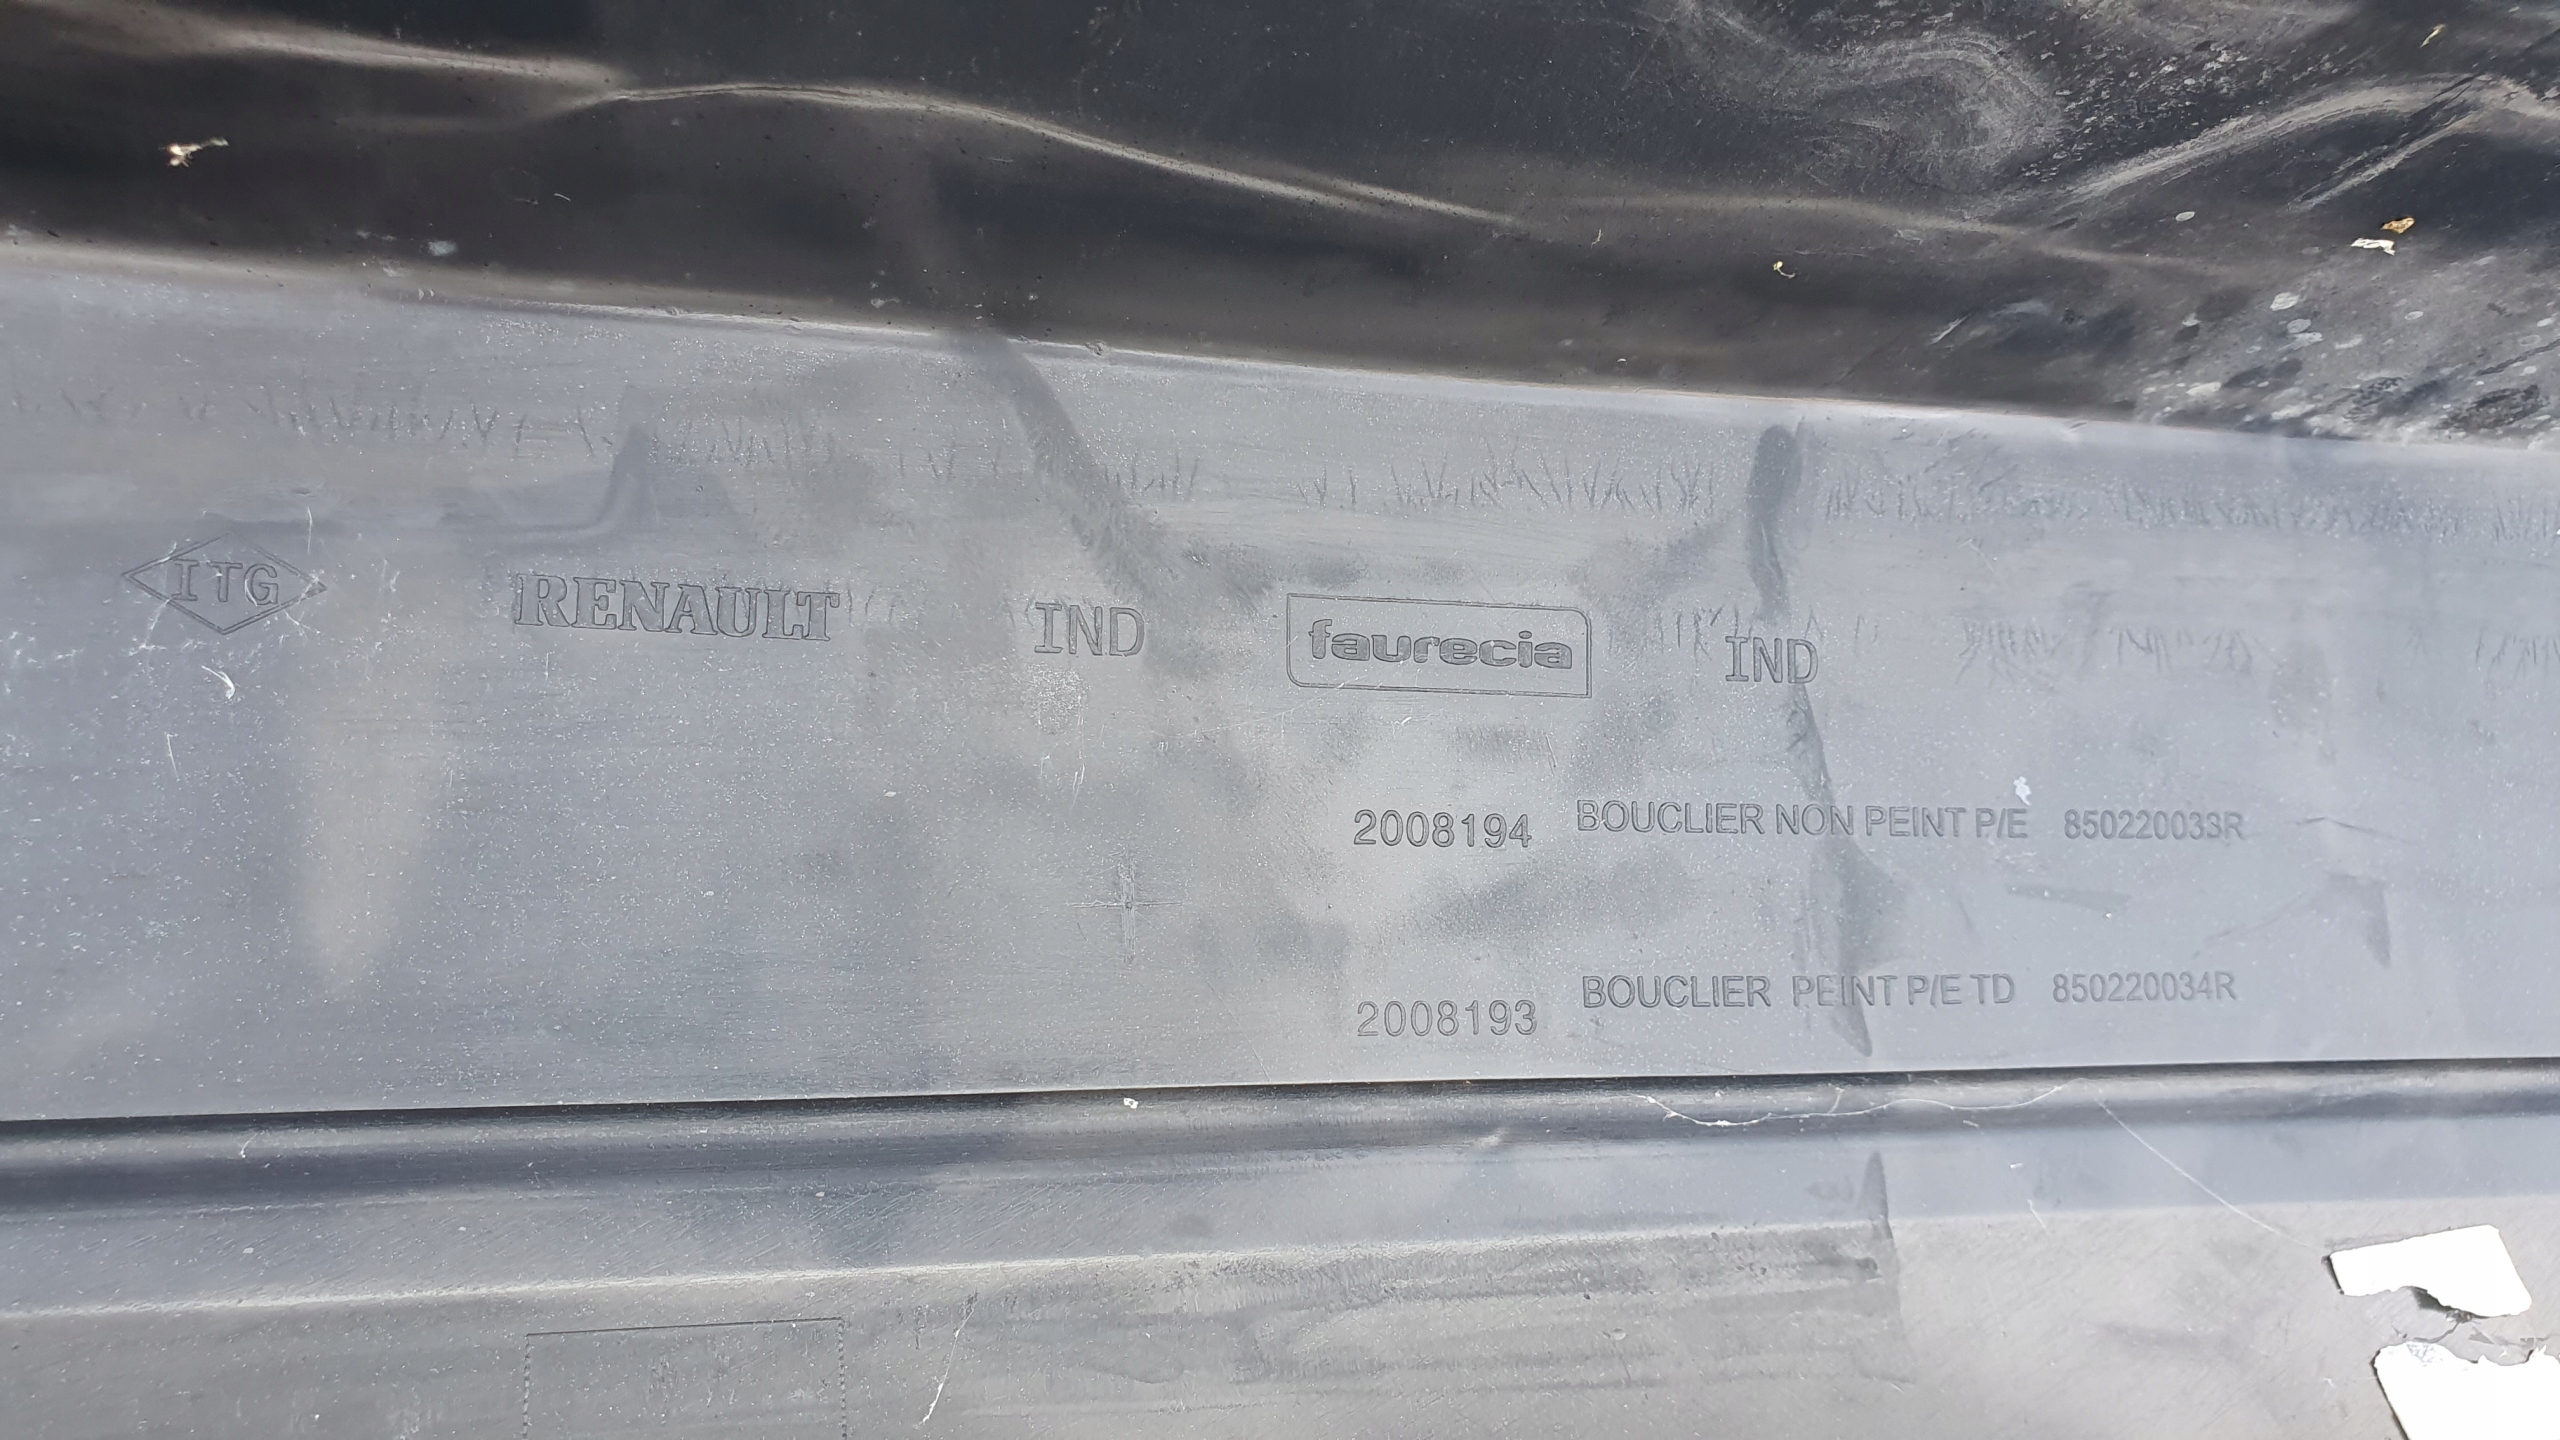 ITG RENAULT IND faurecia IND
2008194 BOUCLIER NON PEINT P/E 850220033R
2008193 BOUCLIER PEINT P/E TD 850220034R